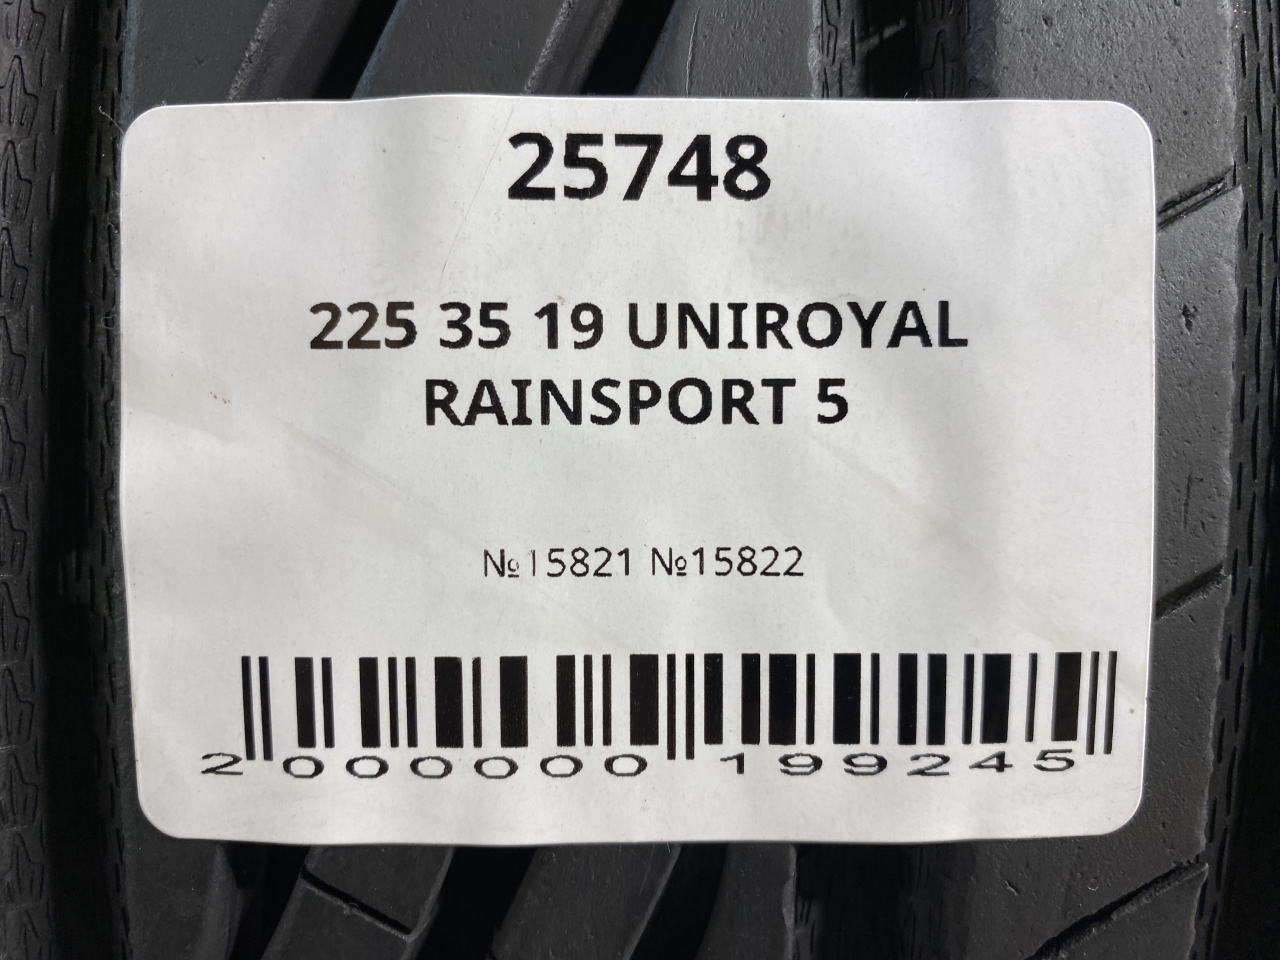 25748
225 35 19 UNIROYAL
RAINSPORT 5
№15821 №15822
2 000000 199245